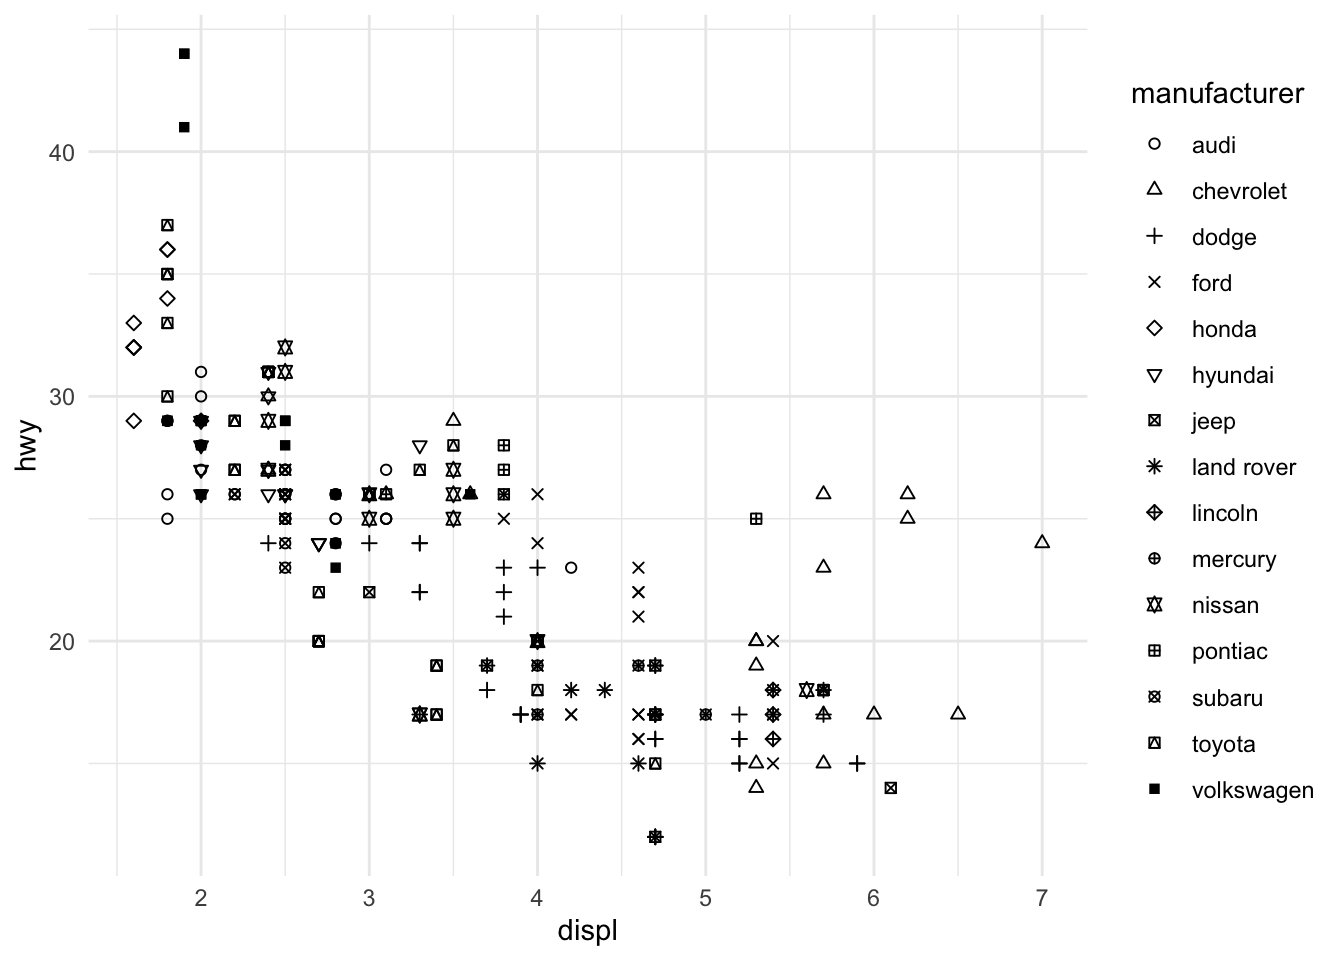 40
30
20
hwy
2 3 4 5 6 7
displ
manufacturer
audi
chevrolet
dodge
ford
honda
hyundai
jeep
land rover
lincoln
mercury
nissan
pontiac
subaru
toyota
volkswagen